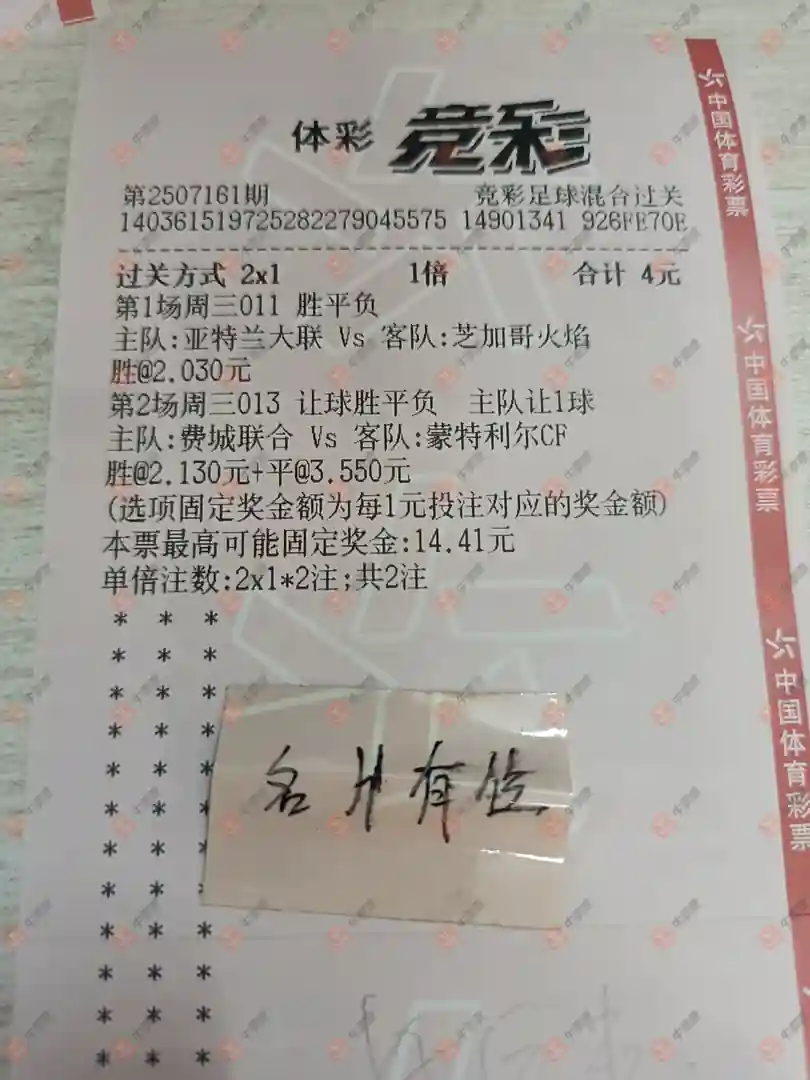 体彩 竞彩
第2507161期 竞彩足球混合过关
140361519725282279045575 14901341 926FE70E
过关方式 2x1 1倍 合计 4元
第1场周三011 胜平负
主队:亚特兰大联 Vs 客队:芝加哥火焰
胜@2.030元
第2场周三013 让球胜平负 主队让1球
主队:费城联合 Vs 客队:蒙特利尔CF
胜@2.130元+平@3.550元
(选项固定奖金额为每1元投注对应的奖金额)
本票最高可能固定奖金:14.41元
单倍注数:2x1*2注;共2注
* * *
* * *
* * *
* * *
* * *
* * *
* * *
* * *
* * *
* * *
* * *
* * *
名片有
中国体育彩票
中国体育彩票
中国体育彩票